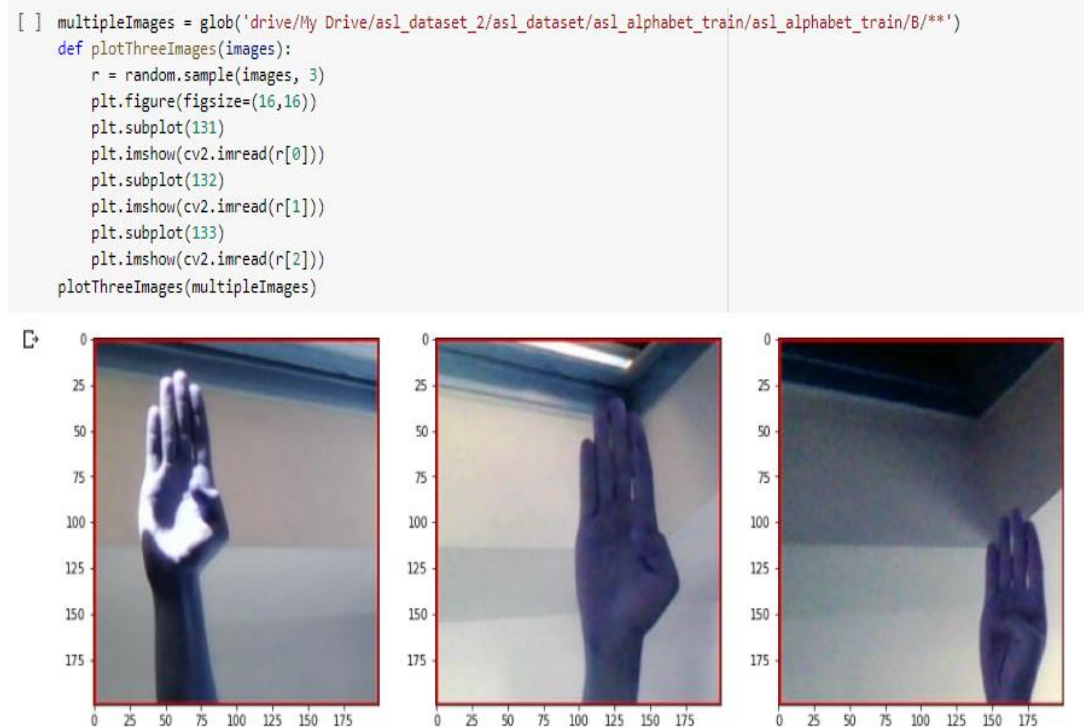 [ ] multipleImages = glob('drive/My Drive/asl_dataset_2/asl_dataset/asl_alphabet_train/asl_alphabet_train/B/**')
def plotThreeImages(images):
    r = random.sample(images, 3)
    plt.figure(figsize=(16,16))
    plt.subplot(131)
    plt.imshow(cv2.imread(r[0]))
    plt.subplot(132)
    plt.imshow(cv2.imread(r[1]))
    plt.subplot(133)
    plt.imshow(cv2.imread(r[2]))
plotThreeImages(multipleImages)
0 0 0
25 25 25
50 50 50
75 75 75
100 100 100
125 125 125
150 150 150
175 175 175
0 25 50 75 100 125 150 175 0 25 50 75 100 125 150 175 0 25 50 75 100 125 150 175